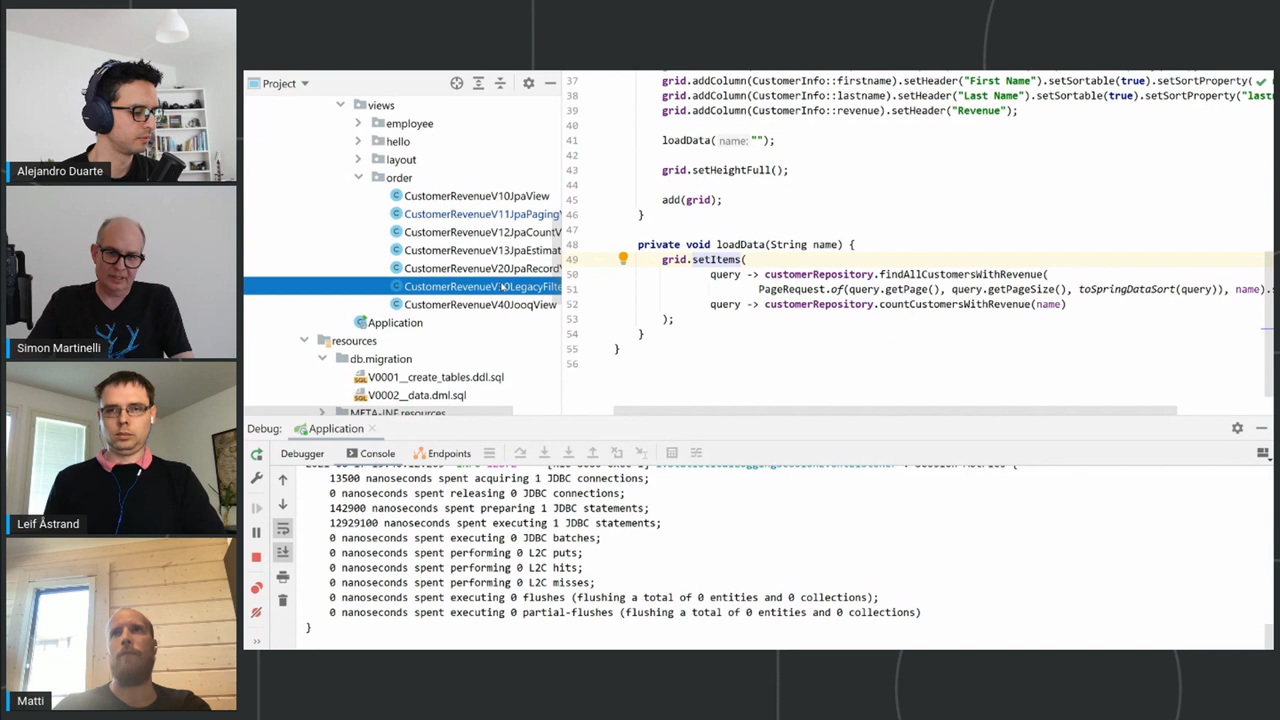 Alejandro Duarte
Simon Martinelli
Leif Åstrand
Matti
Project
views
employee
hello
layout
order
CustomerRevenueV10JpaView
CustomerRevenueV11JpaPaging
CustomerRevenueV12JpaCountV
CustomerRevenueV13JpaEstimat
CustomerRevenueV20JpaRecord
LegacyFilte
CustomerRevenueV40JooqView
Application
resources
db.migration
V0001__create_tables.ddl.sql
V0002__data.dml.sql
META-INF.resources
37 grid.addColumn(CustomerInfo::firstname).setHeader("First Name").setSortable(true).setSortProperty(
38 grid.addColumn(CustomerInfo::lastname).setHeader("Last Name").setSortable(true).setSortProperty("last
39 grid.addColumn(CustomerInfo::revenue).setHeader("Revenue");
40
41 loadData( name: "");
42
43 grid.setHeightFull();
44
45 add(grid);
46 }
47
48 private void loadData(String name) {
49 grid.setItems(
50 query -> customerRepository.findAllCustomersWithRevenue(
51 PageRequest.of(query.getPage(), query.getPageSize(), toSpringDataSort(query)), name).
52 query -> customerRepository.countCustomersWithRevenue(name)
53 );
54 }
55 }
56
Debug: Application
Debugger Console Endpoints
13500 nanoseconds spent acquiring 1 JDBC connections;
0 nanoseconds spent releasing 0 JDBC connections;
142900 nanoseconds spent preparing 1 JDBC statements;
12929100 nanoseconds spent executing 1 JDBC statements;
0 nanoseconds spent executing 0 JDBC batches;
0 nanoseconds spent performing 0 L2C puts;
0 nanoseconds spent performing 0 L2C hits;
0 nanoseconds spent performing 0 L2C misses;
0 nanoseconds spent executing 0 flushes (flushing a total of 0 entities and 0 collections);
0 nanoseconds spent executing 0 partial-flushes (flushing a total of 0 entities and 0 collections)
}